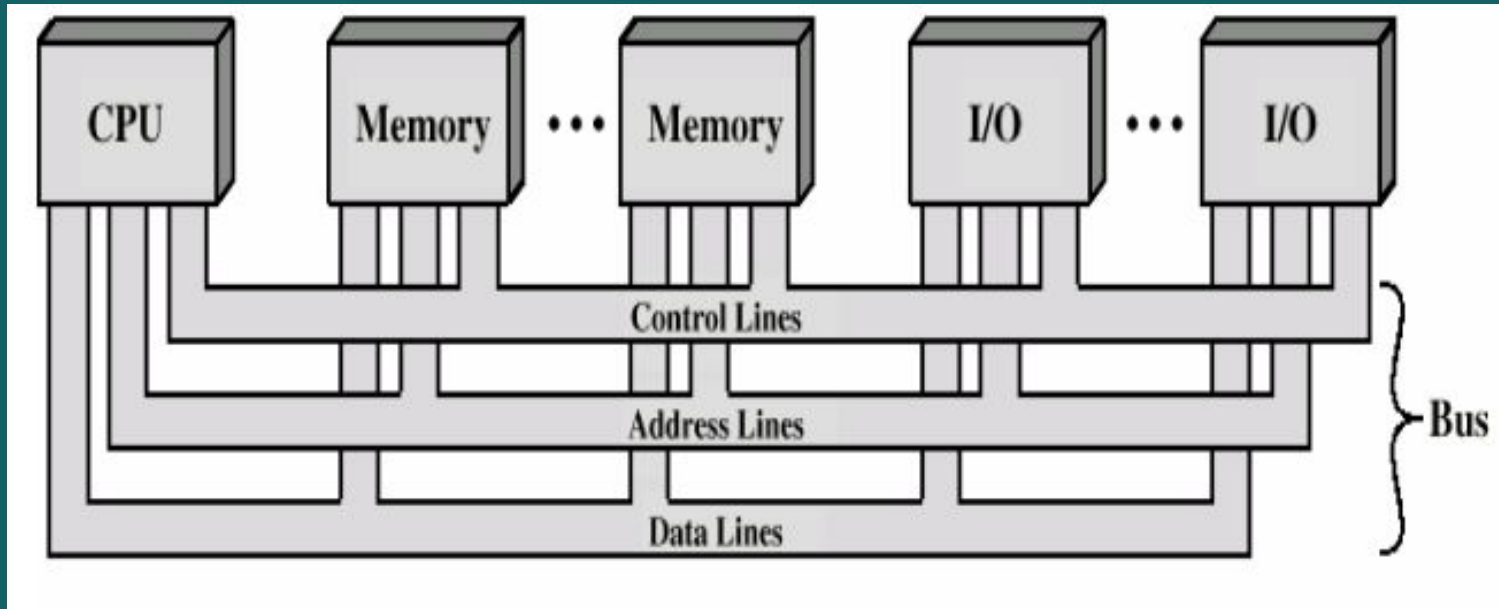 CPU
Memory
•••
Memory
I/O
•••
I/O
Control Lines
Address Lines
Bus
Data Lines